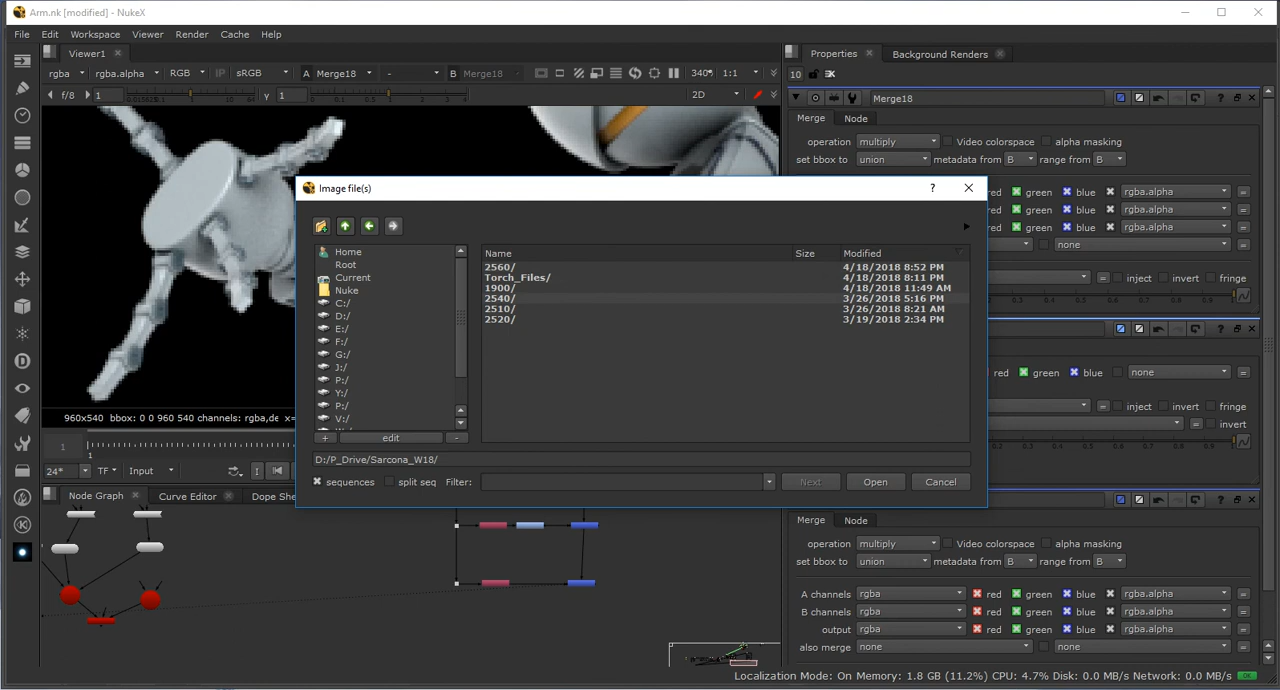 Arm.nk [modified] - NukeX
File Edit Workspace Viewer Render Cache Help
Viewer1
rgba rgba.alpha RGB IP sRGB A Merge18 - B Merge18 1:1
f/8 1 Y 1 2D
Properties Background Renders
10
Merge18
Merge Node
operation multiply Video colorspace alpha masking
set bbox to union metadata from B range from B
green blue rgba.alpha =
green blue rgba.alpha =
green blue rgba.alpha =
none =
= inject invert fringe
red green blue none =
= inject invert fringe
= invert
Image file(s)
? 
Home
Root
Current
Nuke
C:/
D:/
E:/
F:/
G:/
J:/
P:/
Y:/
P:/
V:/
+ edit -
Name Size Modified
2560/ 4/18/2018 8:52 PM
Torch_Files/ 4/18/2018 8:11 PM
1900/ 4/18/2018 11:49 AM
2540/ 3/26/2018 5:16 PM
2510/ 3/26/2018 8:21 AM
2520/ 3/19/2018 2:34 PM
D:/P_Drive/Sarcona_W18/
sequences split seq Filter: Next Open Cancel
960x540 bbox: 0 0 960 540 channels: rgba,de
1
1
24* TF Input I
Node Graph Curve Editor Dope She
Merge Node
operation multiply Video colorspace alpha masking
set bbox to union metadata from B range from B
A channels rgba red green blue rgba.alpha =
B channels rgba red green blue rgba.alpha =
output rgba red green blue rgba.alpha =
also merge none none =
Localization Mode: On Memory: 1.8 GB (11.2%) CPU: 4.7% Disk: 0.0 MB/s Network: 0.0 MB/s